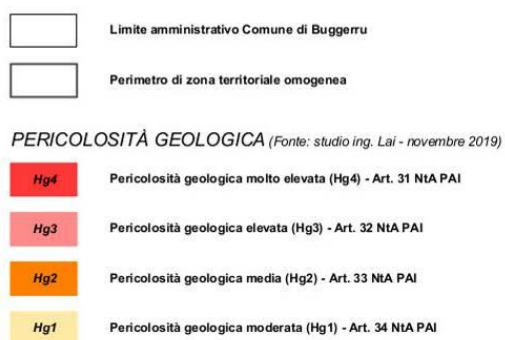 Limite amministrativo Comune di Buggerru
Perimetro di zona territoriale omogenea
PERICOLOSITÀ GEOLOGICA (Fonte: studio ing. Lai - novembre 2019)
Hg4 Pericolosità geologica molto elevata (Hg4) - Art. 31 NtA PAI
Hg3 Pericolosità geologica elevata (Hg3) - Art. 32 NtA PAI
Hg2 Pericolosità geologica media (Hg2) - Art. 33 NtA PAI
Hg1 Pericolosità geologica moderata (Hg1) - Art. 34 NtA PAI